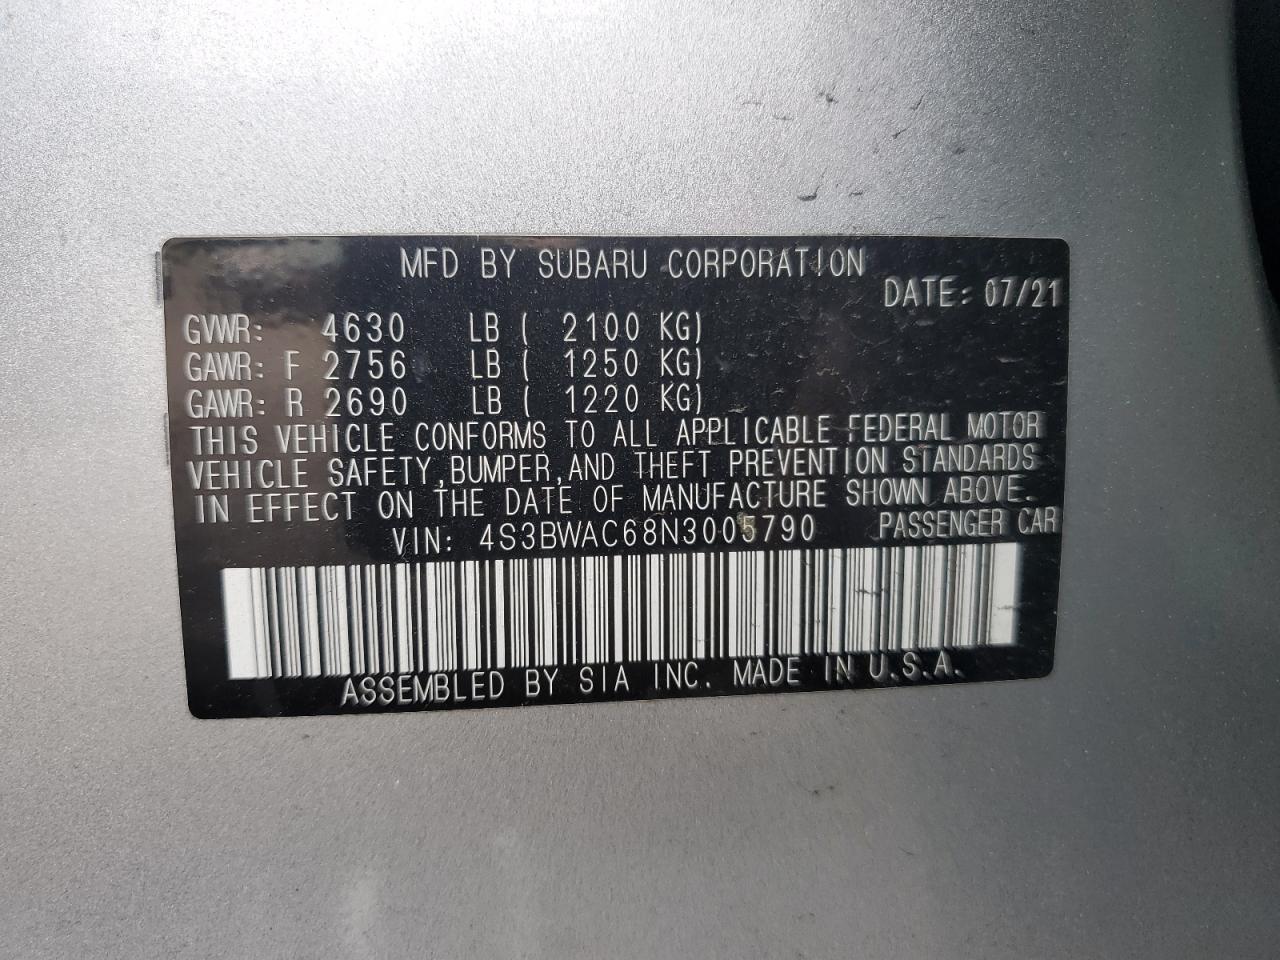 MFD BY SUBARU CORPORATION
DATE: 07/21
GVWR: 4630 LB ( 2100 KG)
GAWR: F 2756 LB ( 1250 KG)
GAWR: R 2690 LB ( 1220 KG)
THIS VEHICLE CONFORMS TO ALL APPLICABLE FEDERAL MOTOR
VEHICLE SAFETY,BUMPER,AND THEFT PREVENTION STANDARDS
IN EFFECT ON THE DATE OF MANUFACTURE SHOWN ABOVE.
VIN: 4S3BWAC68N3005790 PASSENGER CAR
ASSEMBLED BY SIA INC. MADE IN U.S.A.